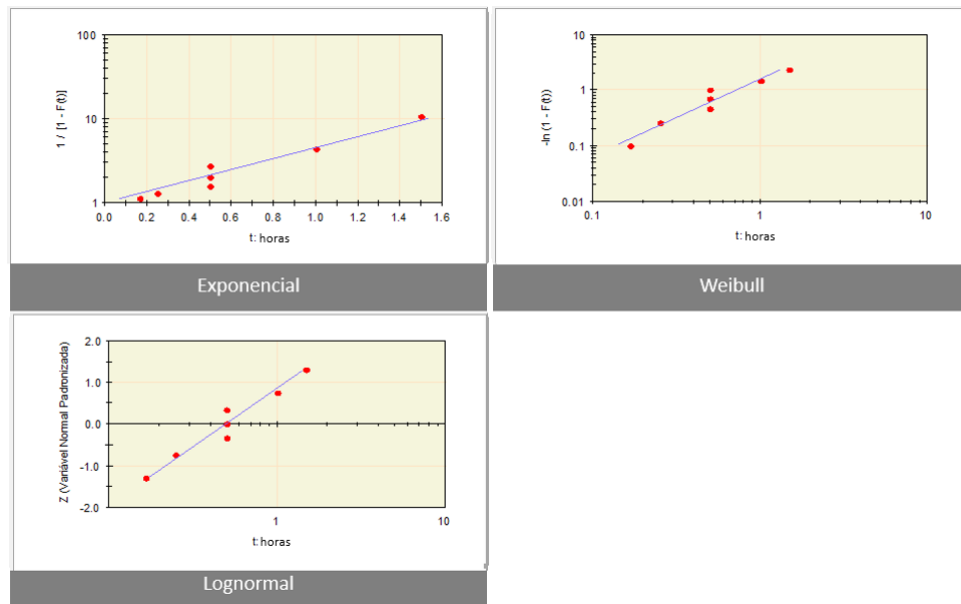 1 / [1 - F(t)]
100
10
1
0.0 0.2 0.4 0.6 0.8 1.0 1.2 1.4 1.6
t: horas
Exponencial
-ln (1 - F(t))
10
1
0.1
0.01
0.1 1 10
t: horas
Weibull
Z (Variável Normal Padronizada)
2.0
1.0
0.0
-1.0
-2.0
1 10
t: horas
Lognormal